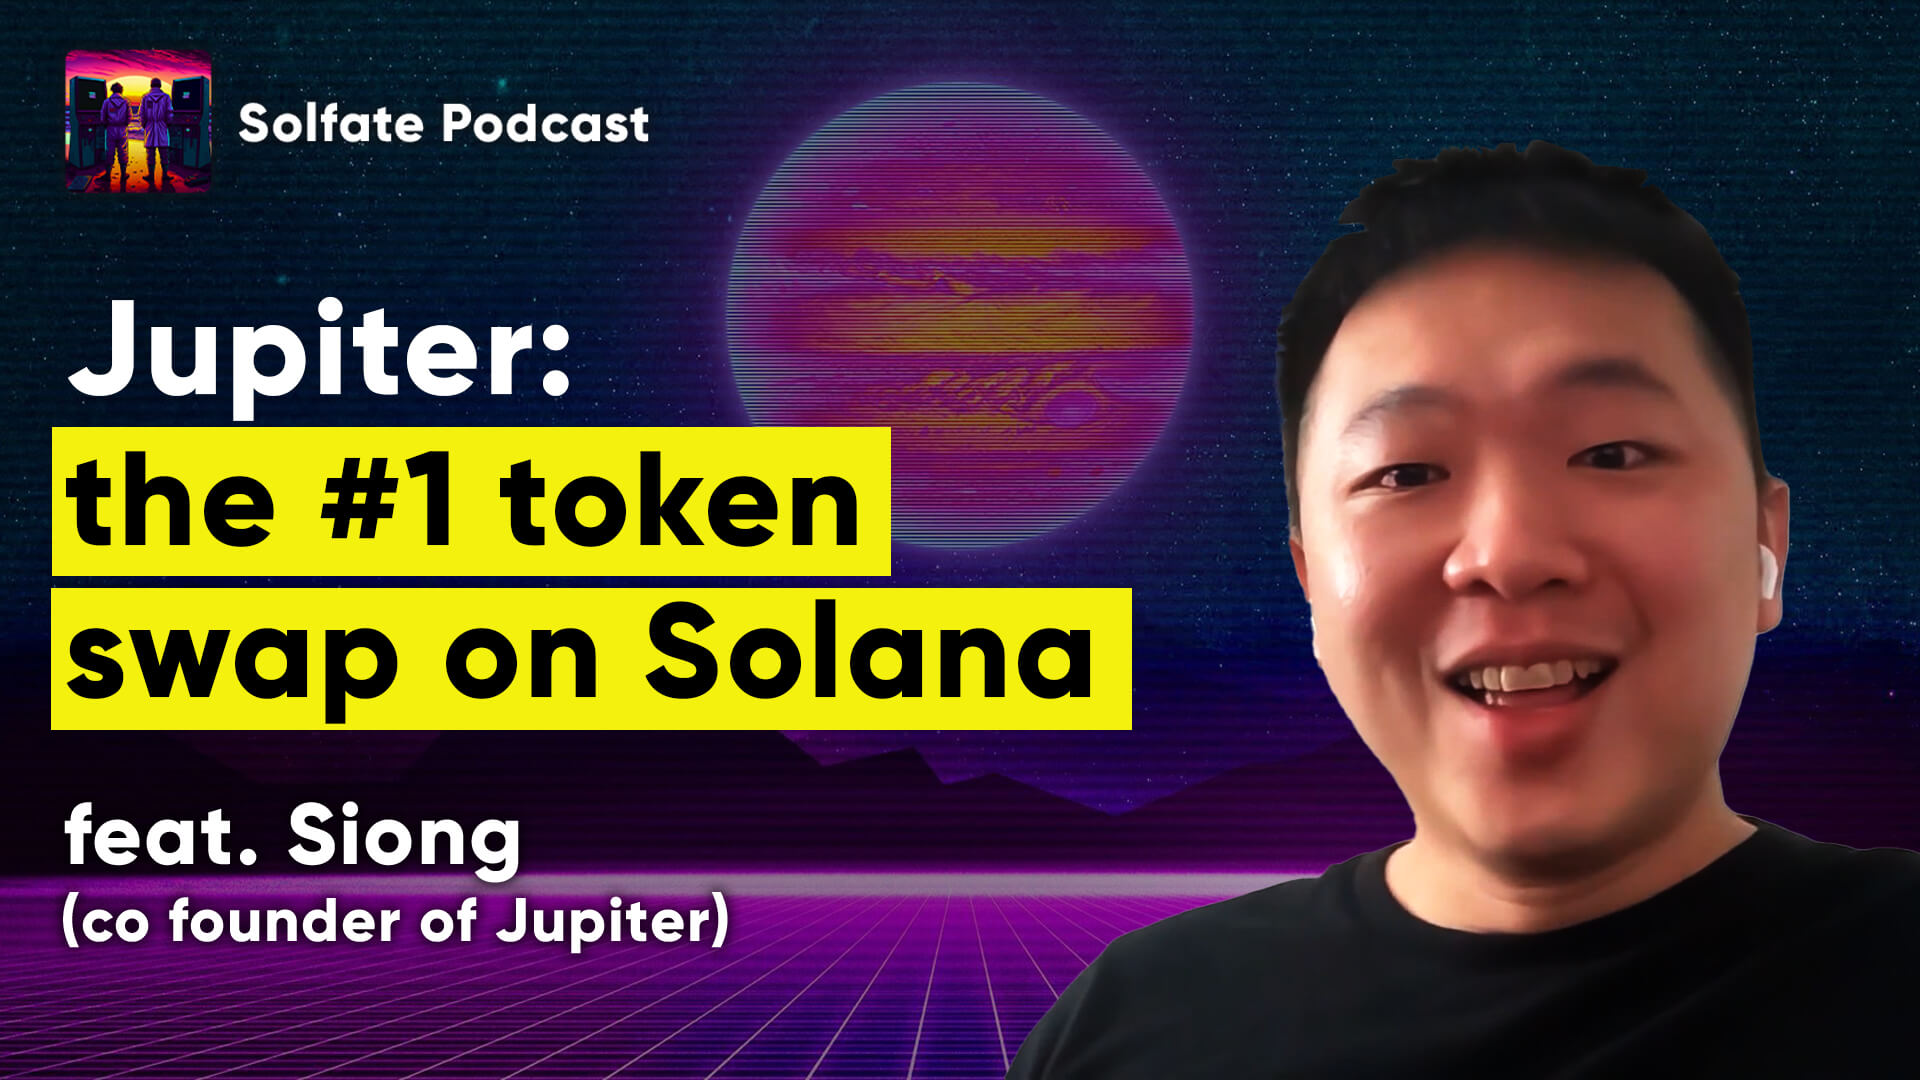 Solfate Podcast
Jupiter:
the #1 token
swap on Solana
feat. Siong
(co founder of Jupiter)